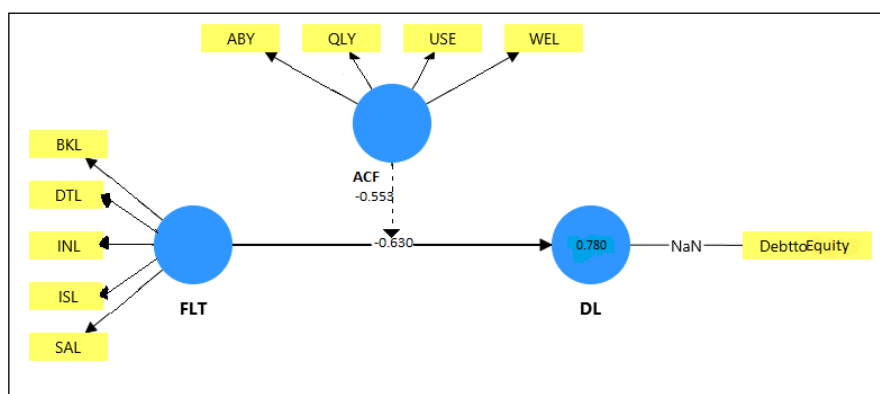 ABY QLY USE WEL
BKL
ACF
-0.553
DTL
INL
-0.630
0.780
NaN
DebttoEquity
ISL
FLT
DL
SAL